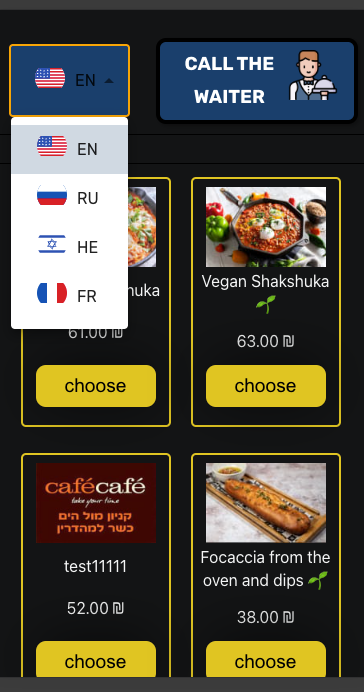 EN
CALL THE
WAITER
EN
RU
HE
FR
huka
61.00 ₪
choose
Vegan Shakshuka
🌱
63.00 ₪
choose
cafécafé
take your time
קניון מול הים
כשר למהדרין
test11111
52.00 ₪
choose
Focaccia from the
oven and dips 🌱
38.00 ₪
choose